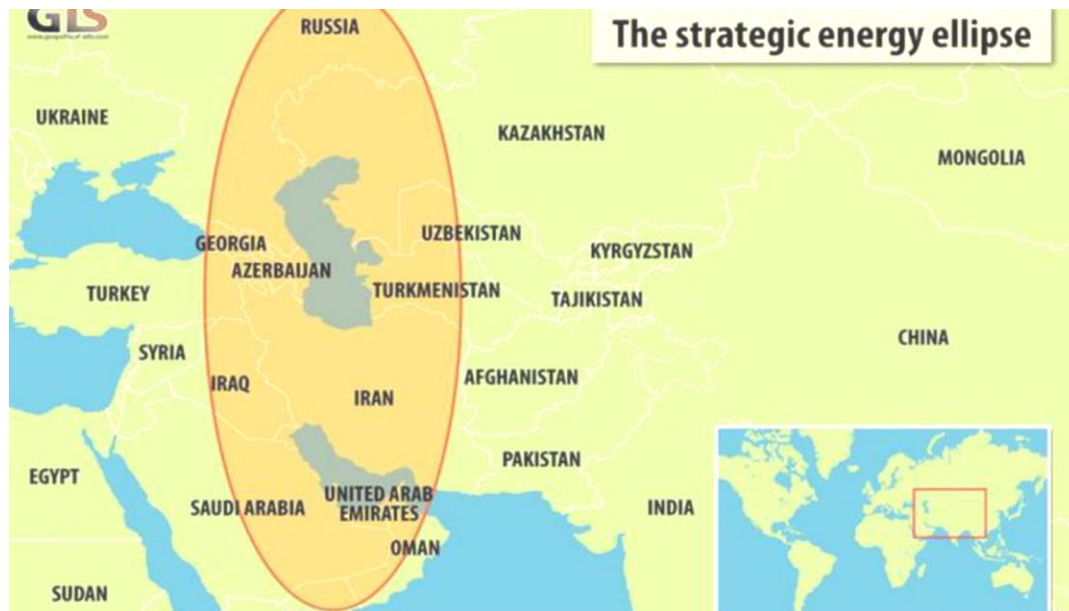 GIS
The strategic energy ellipse
RUSSIA
UKRAINE
KAZAKHSTAN
MONGOLIA
GEORGIA
UZBEKISTAN
KYRGYZSTAN
AZERBAIJAN
TURKMENISTAN
TAJIKISTAN
TURKEY
CHINA
SYRIA
IRAQ
IRAN
AFGHANISTAN
PAKISTAN
EGYPT
SAUDI ARABIA
UNITED ARAB
EMIRATES
INDIA
OMAN
SUDAN